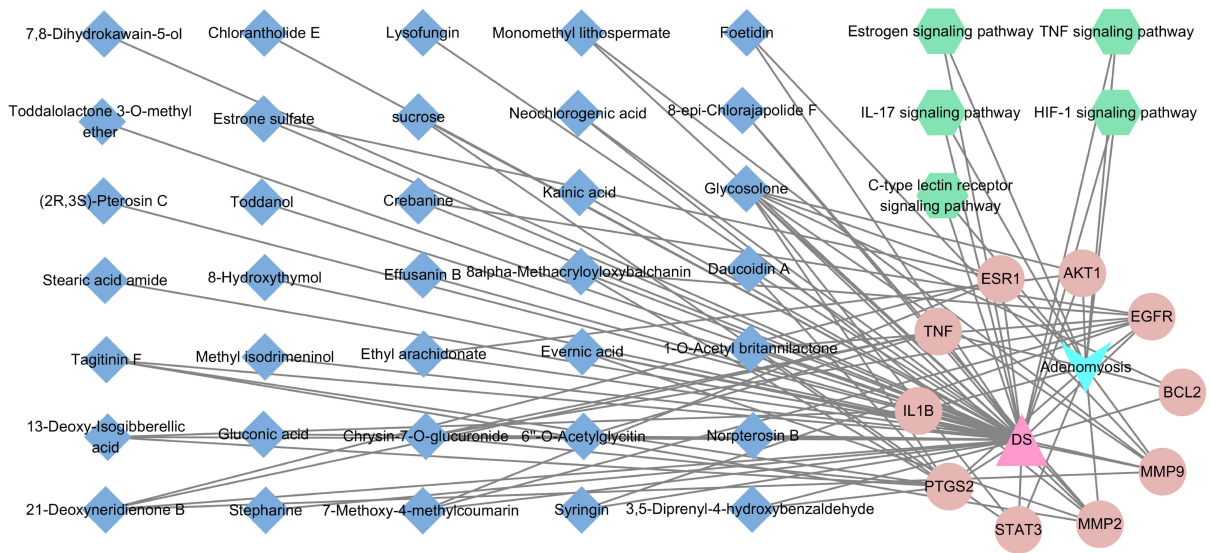 7,8-Dihydrokawain-5-ol
Chlorantholide E
Lysofungin
Monomethyl lithospermate
Foetidin
Estrogen signaling pathway
TNF signaling pathway
Toddalolactone 3-O-methyl
ether
Estrone sulfate
sucrose
Neochlorogenic acid
8-epi-Chlorajapolide F
IL-17 signaling pathway
HIF-1 signaling pathway
(2R,3S)-Pterosin C
Toddanol
Crebanine
Kainic acid
Glycosolone
C-type lectin receptor
signaling pathway
Stearic acid amide
8-Hydroxythymol
Effusanin B
8alpha-Methacryloyloxybalchanin
Daucoidin A
ESR1
AKT1
EGFR
TNF
Tagitinin F
Methyl isodrimeninol
Ethyl arachidonate
Evernic acid
1-O-Acetyl britannilactone
Adenomyosis
BCL2
IL1B
13-Deoxy-Isogibberellic
acid
Gluconic acid
Chrysin-7-O-glucuronide
6''-O-Acetylglycitin
Norpterosin B
DS
MMP9
PTGS2
21-Deoxyneridienone B
Stepharine
7-Methoxy-4-methylcoumarin
Syringin
3,5-Diprenyl-4-hydroxybenzaldehyde
STAT3
MMP2